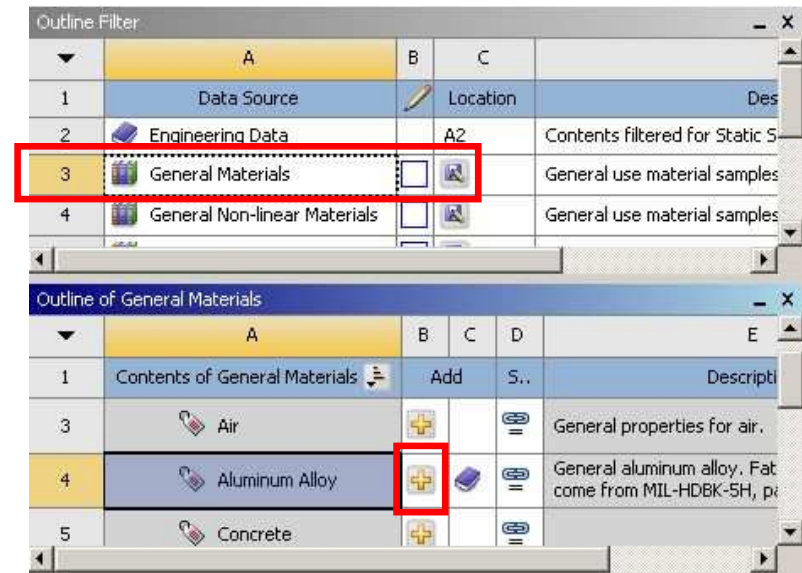 Outline Filter
A B C
1 Data Source Location Des
2 Engineering Data A2 Contents filtered for Static S
3 General Materials General use material samples
4 General Non-linear Materials General use material samples
Outline of General Materials
A B C D E
1 Contents of General Materials Add S.. Descripti
3 Air General properties for air.
4 Aluminum Alloy General aluminum alloy. Fat
come from MIL-HDBK-5H, pa
5 Concrete